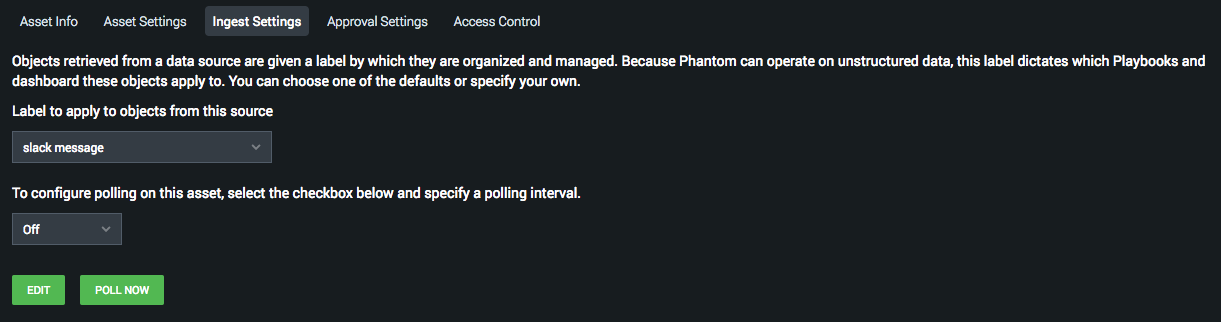 Asset Info Asset Settings Ingest Settings Approval Settings Access Control
Objects retrieved from a data source are given a label by which they are organized and managed. Because Phantom can operate on unstructured data, this label dictates which Playbooks and
dashboard these objects apply to. You can choose one of the defaults or specify your own.
Label to apply to objects from this source
slack message
To configure polling on this asset, select the checkbox below and specify a polling interval.
Off
EDIT POLL NOW